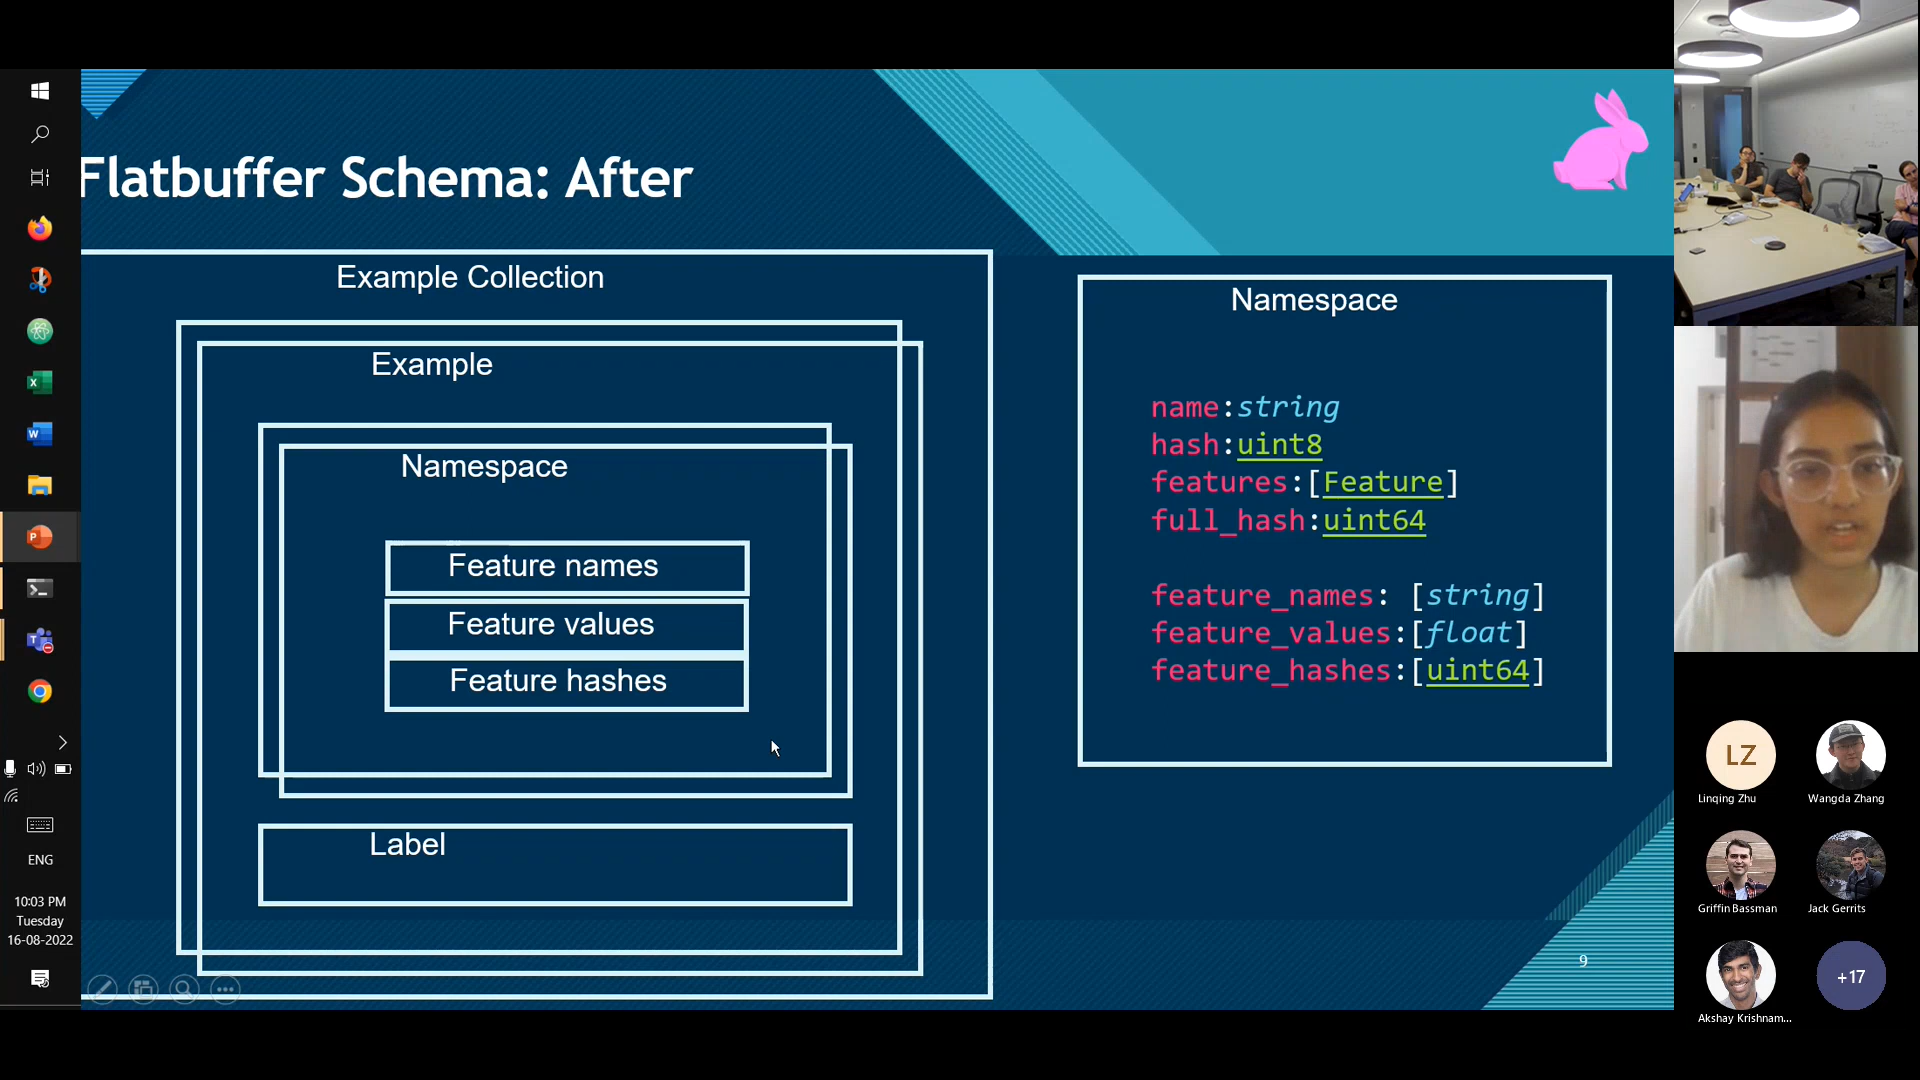 Flatbuffer Schema: After
Example Collection
Example
Namespace
Feature names
Feature values
Feature hashes
Label
Namespace
name:string
hash:uint8
features:[Feature]
full_hash:uint64
feature_names: [string]
feature_values:[float]
feature_hashes:[uint64]
9
ENG
10:03 PM
Tuesday
16-08-2022
LZ
Linqing Zhu
Wangda Zhang
Griffin Bassman
Jack Gerrits
Akshay Krishnam...
+17